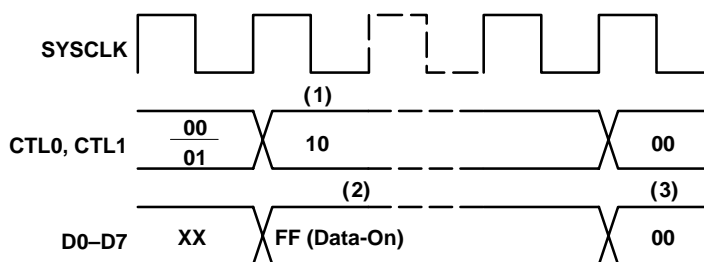 SYSCLK
(1)
CTL0, CTL1
00
01
10
00
(2)
(3)
D0–D7
XX
FF (Data-On)
00